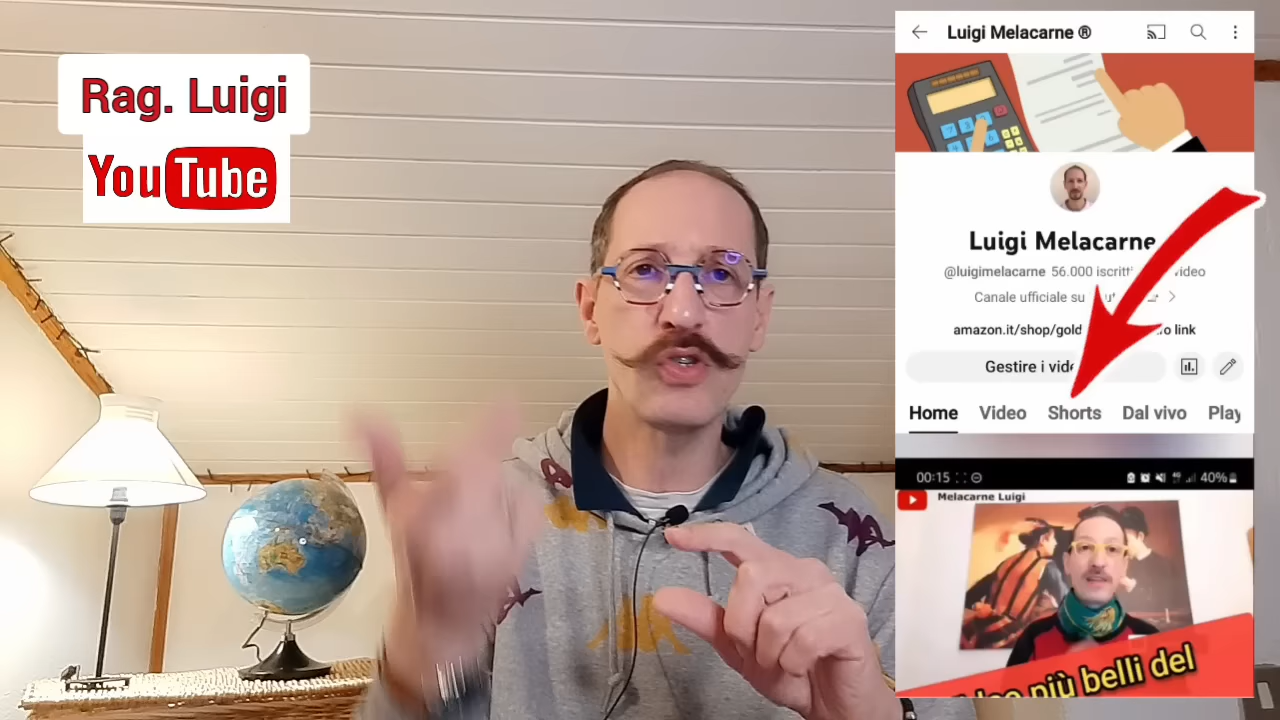 Rag. Luigi
YouTube
Luigi Melacarne ®
Luigi Melacarne
@luigimelacarne 56.000 iscritti video
Canale ufficiale su
amazon.it/shop/gold link
Gestire i vide
Home Video Shorts Dal vivo Play
00:15 40%
Melacarne Luigi
più belli del